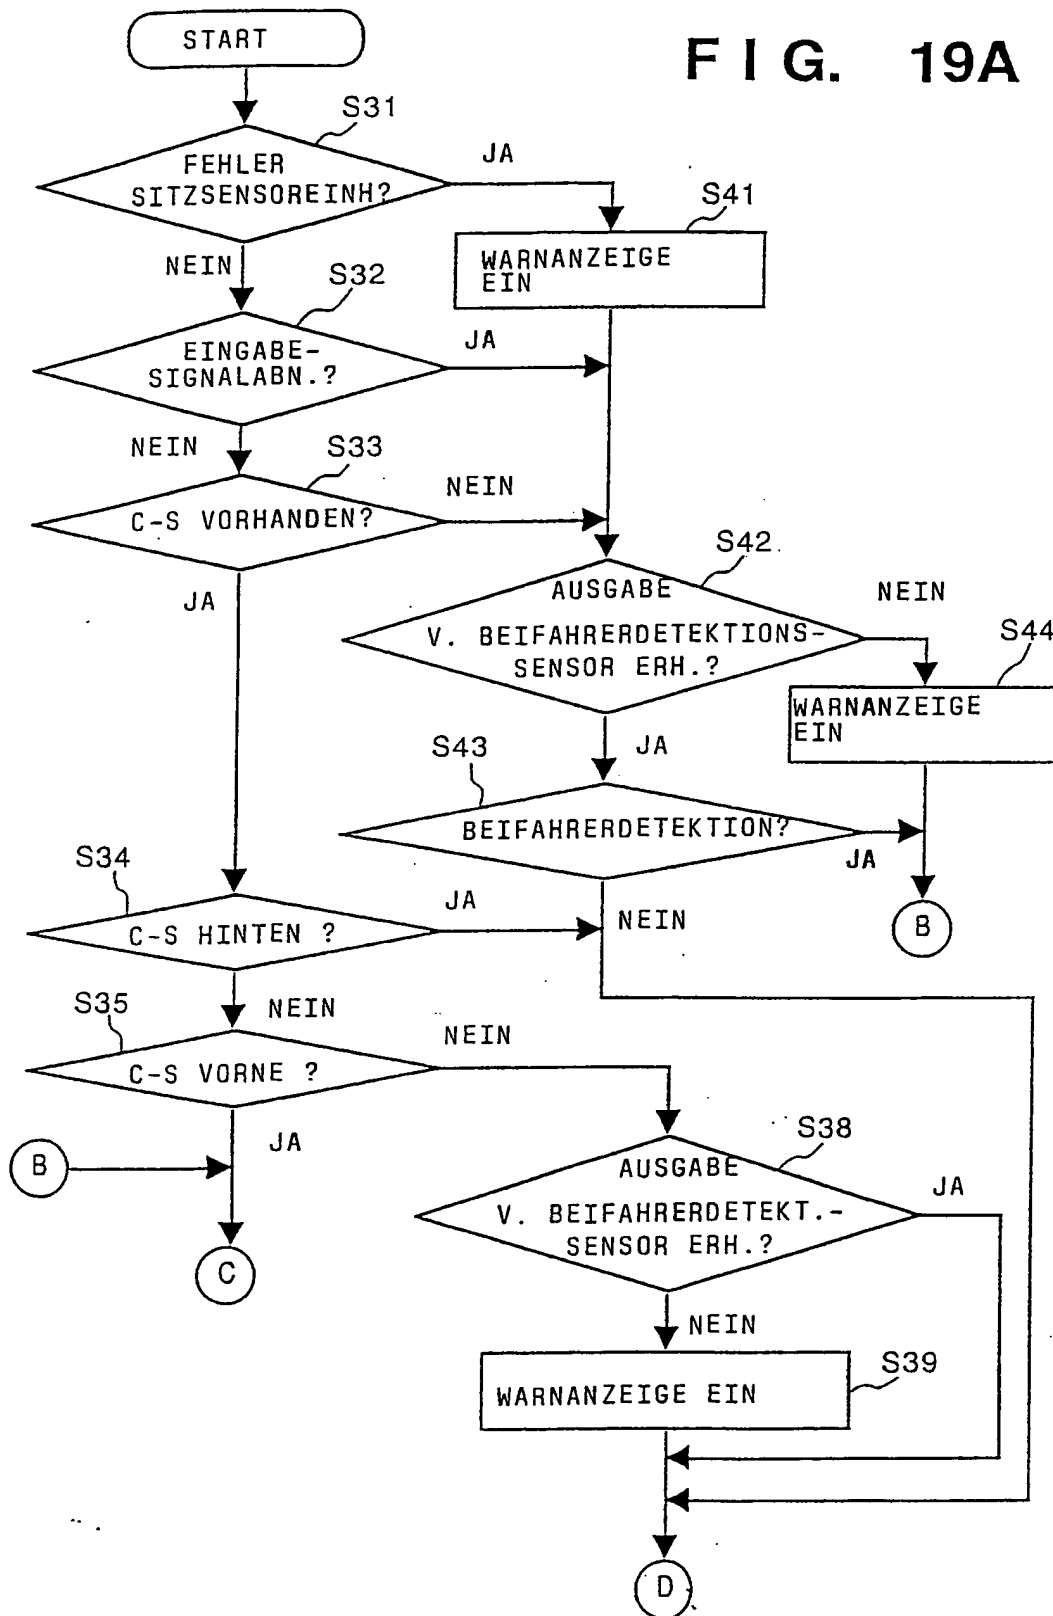 START
FIG. 19A
S31
FEHLER
SITZSENSOREINH?
JA
S41
WARNANZEIGE
EIN
NEIN
S32
EINGABE-
SIGNALABN.?
JA
NEIN
S33
C-S VORHANDEN?
NEIN
JA
S42
AUSGABE
V. BEIFAHRERDETEKTIONS-
SENSOR ERH.?
NEIN
S44
WARNANZEIGE
EIN
JA
S43
BEIFAHRERDETEKTION?
JA
B
NEIN
S34
C-S HINTEN ?
JA
NEIN
S35
C-S VORNE ?
NEIN
JA
B
C
S38
AUSGABE
V. BEIFAHRERDETEKT.-
SENSOR ERH.?
JA
NEIN
S39
WARNANZEIGE EIN
D